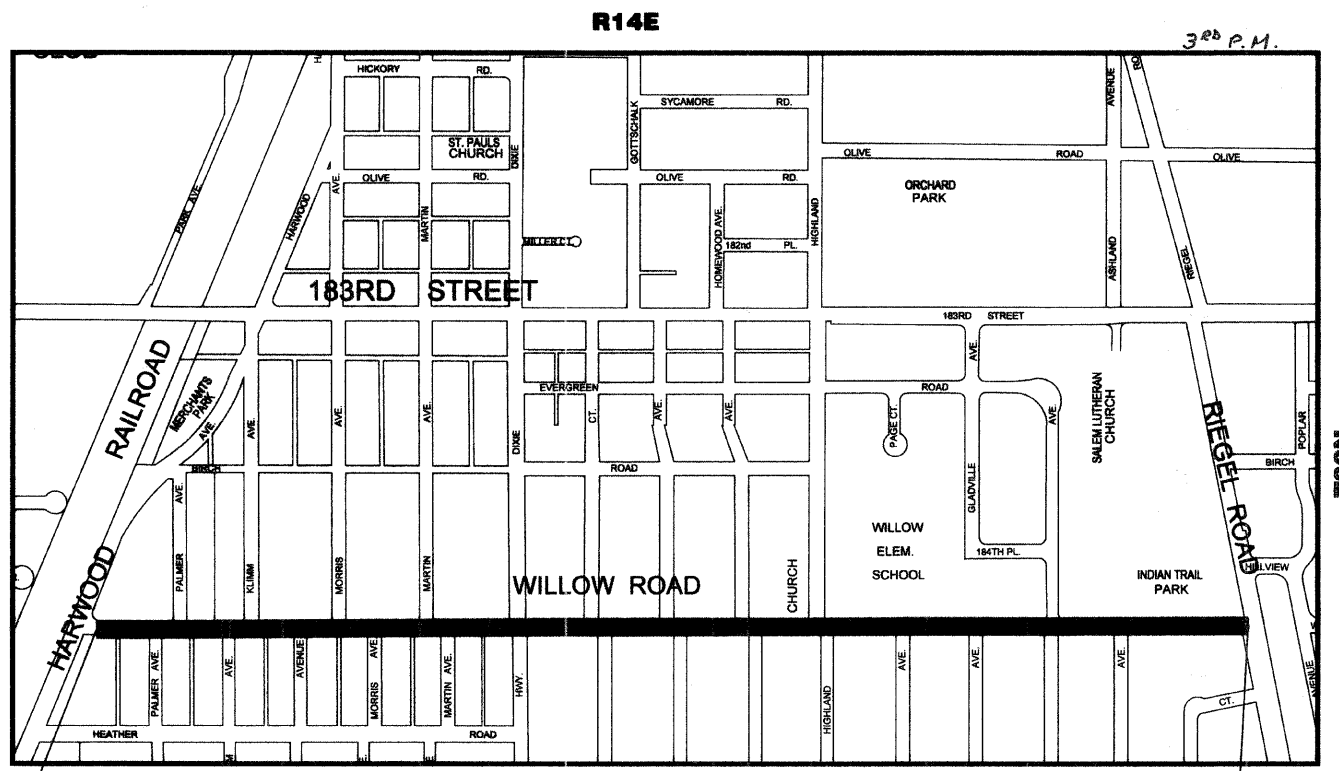 R14E
3RD P.M.
HICKORY RD.
SYCAMORE RD.
AVENUE
GOTTSCHALK
ST. PAULS
CHURCH
DIXIE
OLIVE ROAD
OLIVE
PARK AVE.
HARWOOD
AVE.
OLIVE RD.
OLIVE RD.
ORCHARD
PARK
MARTIN
HOMEWOOD AVE.
HIGHLAND
MILLER CT.
182nd PL.
ASHLAND
RIEGEL
183RD STREET
183RD STREET
RAILROAD
MERCHANTS
PARK
AVE.
AVE.
AVE.
AVE.
DIXIE
EVERGREEN ROAD
CT.
AVE.
AVE.
AVE.
PAGE CT.
AVE.
SALEM LUTHERAN
CHURCH
RIEGEL ROAD
POPLAR
BIRCH ROAD
BIRCH
GLADVILLE
WILLOW
ELEM.
SCHOOL
AVE.
PALMER
KLIMM
MORRIS
MARTIN
WILLOW ROAD
CHURCH
184TH PL.
INDIAN TRAIL
PARK
HILLVIEW
HARWOOD
PALMER AVE.
AVE.
AVENUE
MORRIS AVE.
MARTIN AVE.
HWY.
HIGHLAND
AVE.
AVE.
AVE.
CT.
AVENUE
HEATHER ROAD